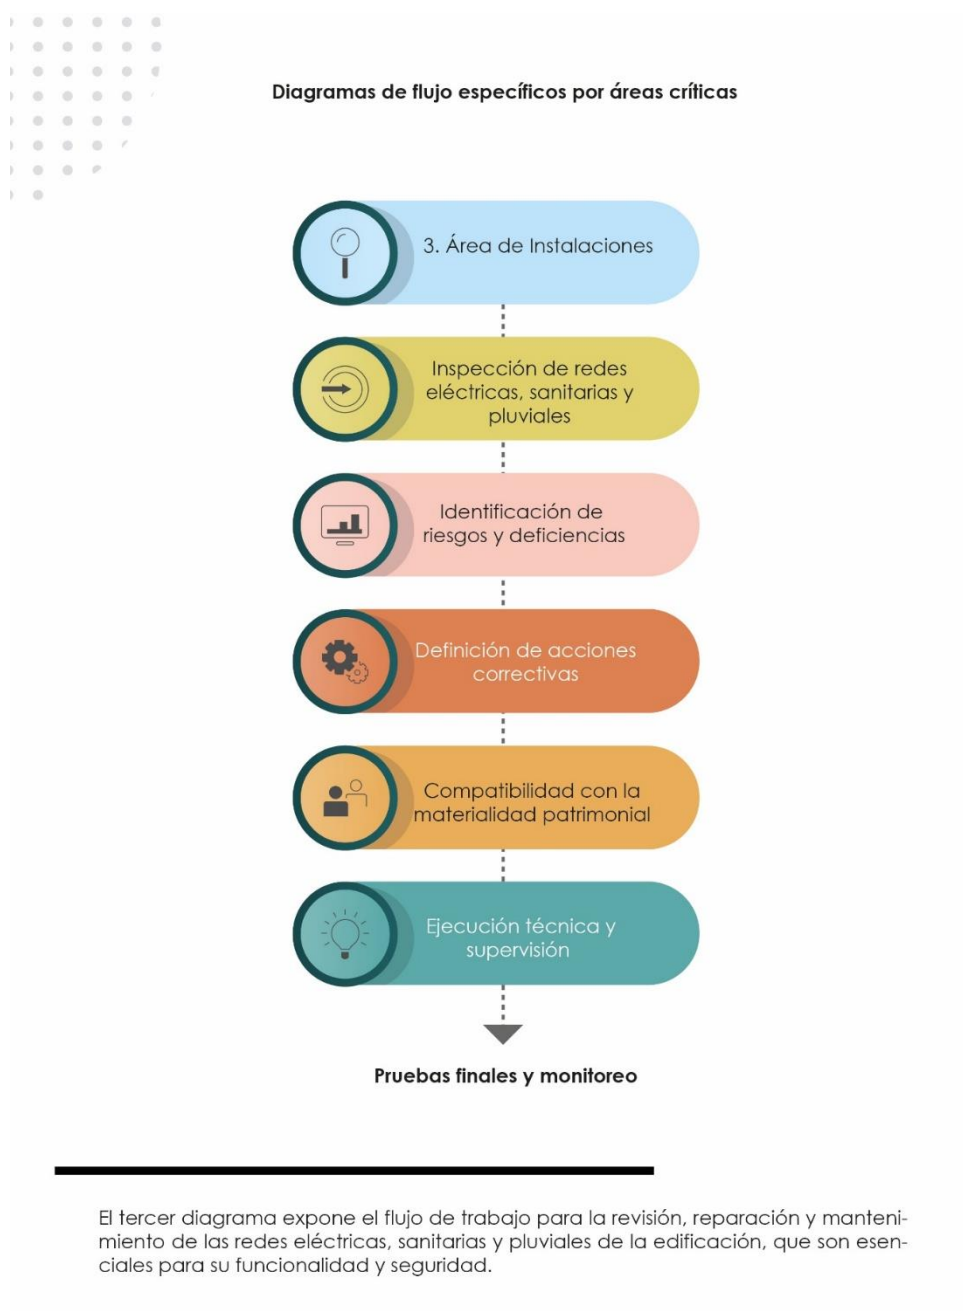 Diagramas de flujo específicos por áreas críticas
3. Área de Instalaciones
Inspección de redes
eléctricas, sanitarias y
pluviales
Identificación de
riesgos y deficiencias
Definición de acciones
correctivas
Compatibilidad con la
materialidad patrimonial
Ejecución técnica y
supervisión
Pruebas finales y monitoreo
El tercer diagrama expone el flujo de trabajo para la revisión, reparación y manteni-
miento de las redes eléctricas, sanitarias y pluviales de la edificación, que son esen-
ciales para su funcionalidad y seguridad.